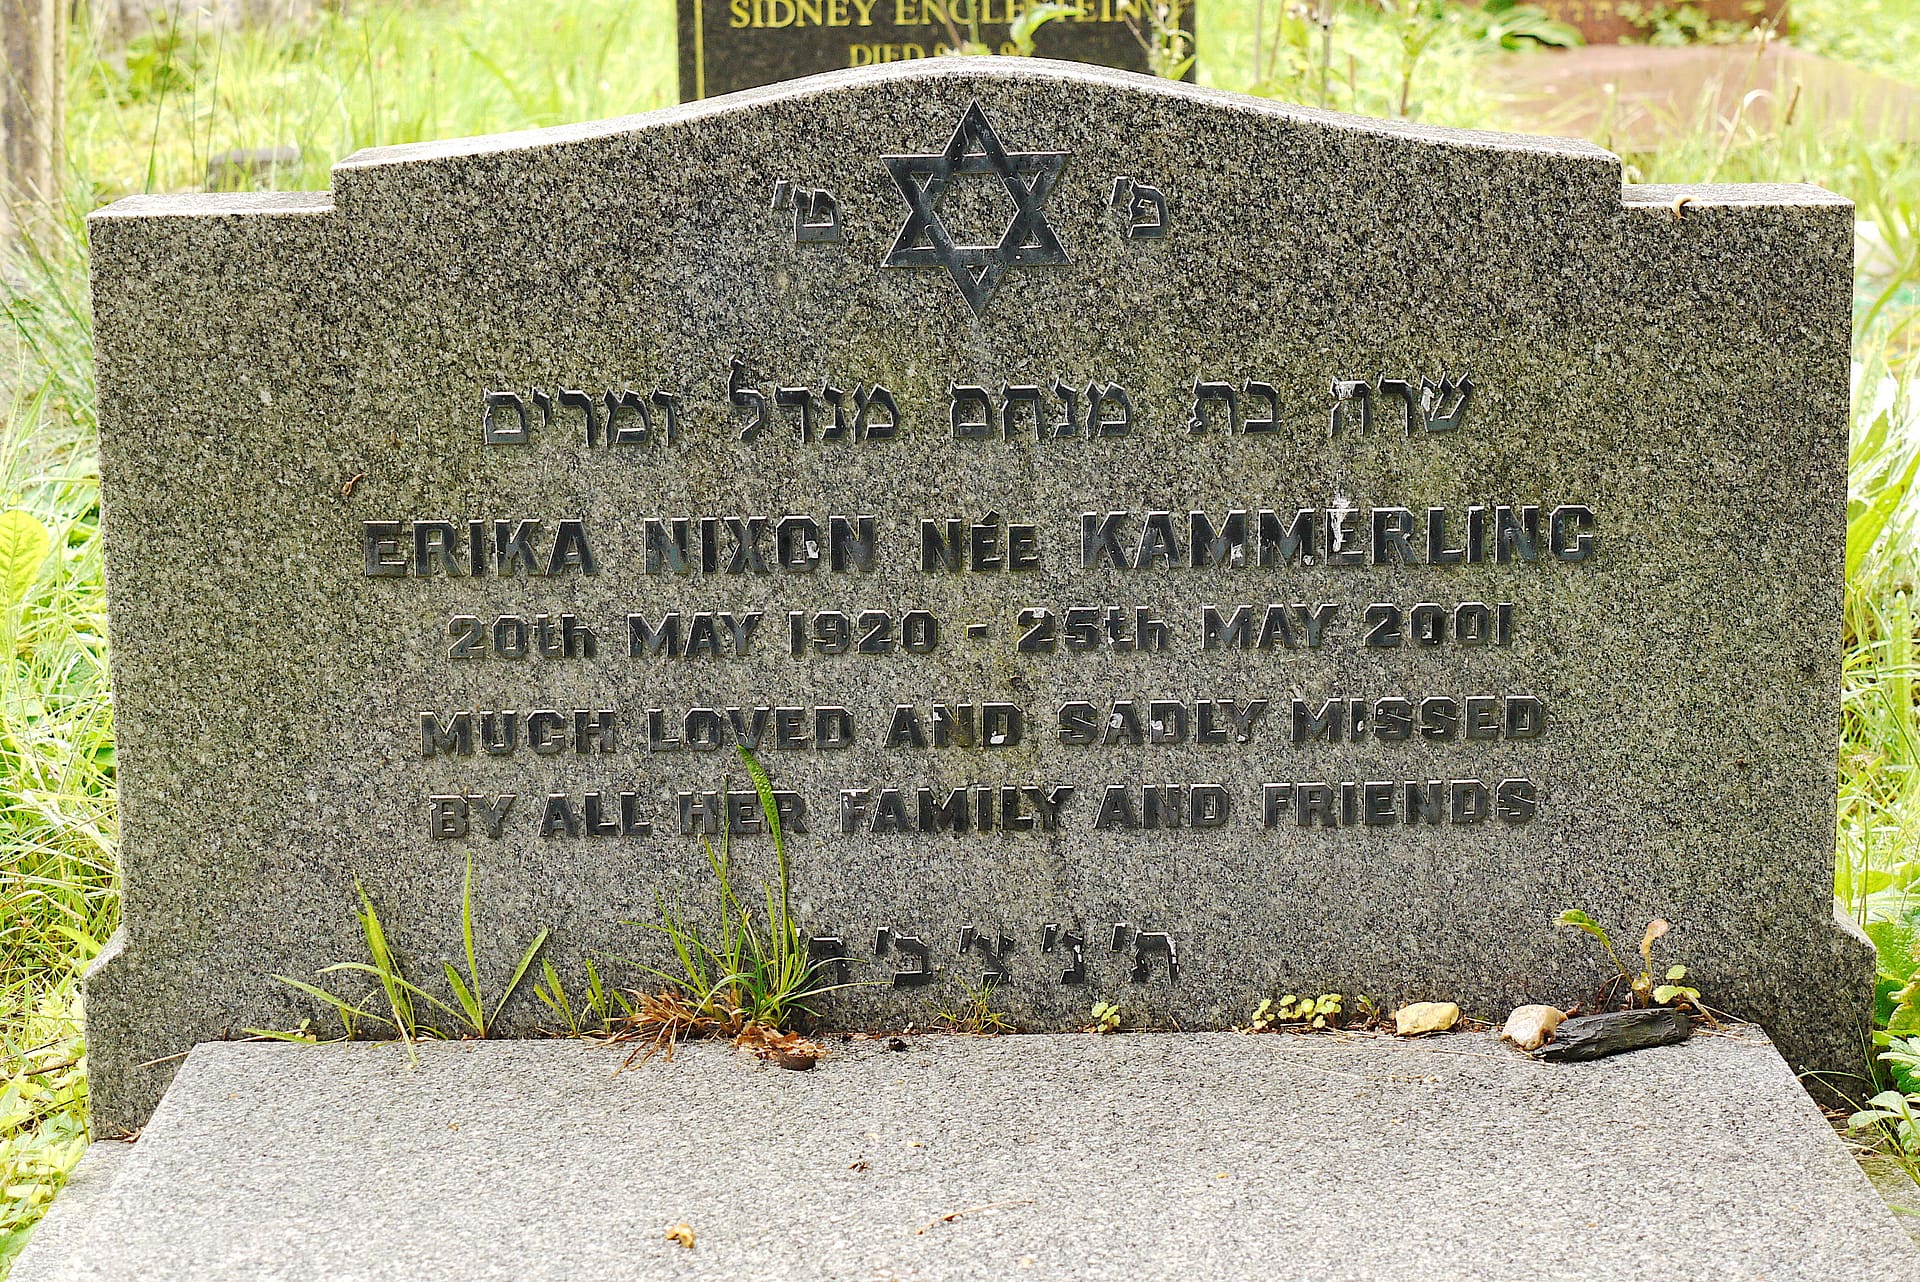 SIDNEY ENGLESTEIN
DIED
פ' ט'
שרה בת מנחם מנדל ומרים
ERIKA NIXON NÉE KAMMERLING
20th MAY 1920 - 25th MAY 2001
MUCH LOVED AND SADLY MISSED
BY ALL HER FAMILY AND FRIENDS
ת' נ' צ' ב' ה'